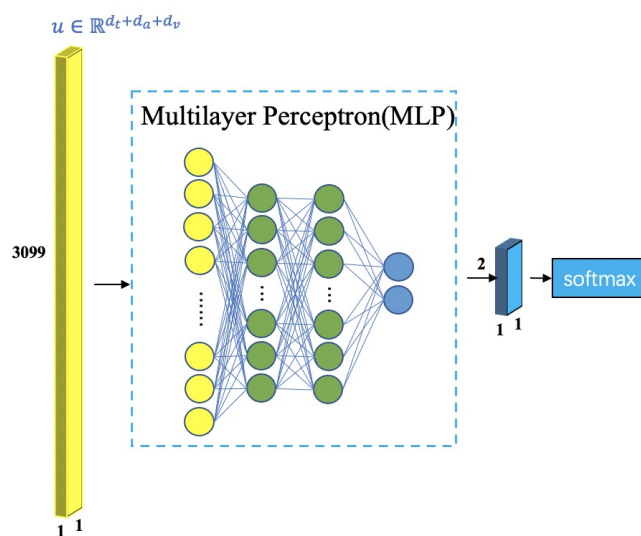 u ∈ ℝ^{d_t+d_a+d_v}
Multilayer Perceptron(MLP)
3099
2
softmax
1 1
1 1